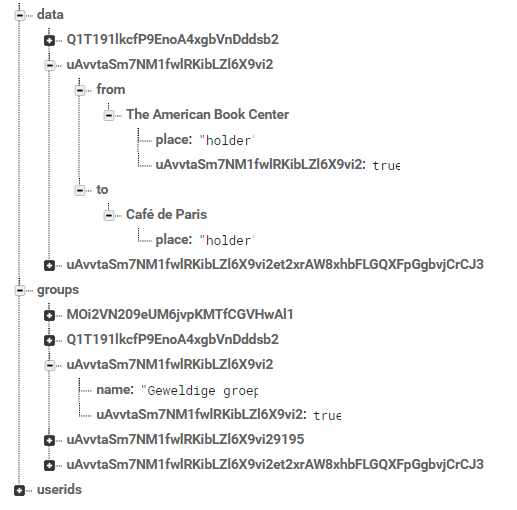 data
Q1T191lkcfP9EnoA4xgbVnDddsb2
uAvvtaSm7NM1fwlRKibLZl6X9vi2
from
The American Book Center
place: "holder"
uAvvtaSm7NM1fwlRKibLZl6X9vi2: true
to
Café de Paris
place: "holder"
uAvvtaSm7NM1fwlRKibLZl6X9vi2et2xrAW8xhbFLGQXFpGgbvjCrCJ3
groups
MOi2VN209eUM6jvpKMTfCGVHwAl1
Q1T191lkcfP9EnoA4xgbVnDddsb2
uAvvtaSm7NM1fwlRKibLZl6X9vi2
name: "Geweldige groep
uAvvtaSm7NM1fwlRKibLZl6X9vi2: true
uAvvtaSm7NM1fwlRKibLZl6X9vi29195
uAvvtaSm7NM1fwlRKibLZl6X9vi2et2xrAW8xhbFLGQXFpGgbvjCrCJ3
userids